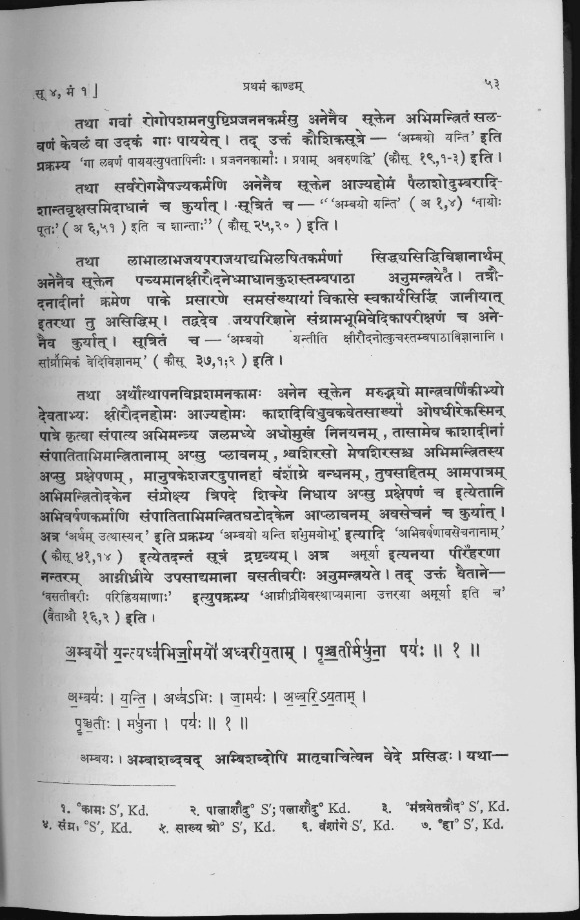 सू ४, मं १ ] प्रथमं काण्डम् ५३
तथा गवां रोगोपशमनपुष्टिप्रजननकर्मसु अनेनैव सूक्तेन अभिमन्त्रितं सल-
वणं केवलं वा उदकं गाः पाययेत् । तद् उक्तं कौशिकसूत्रे — ‘अम्बयो यन्ति’ इति
प्रक्रम्य ‘गा लवणं पाययत्युपतापिनीः । प्रजननकामाः१ । प्रपाम् अवरुणद्धि’ (कौसू १९,१-३) इति ।
तथा सर्वरोगभैषज्यकर्मणि अनेनैव सूक्तेन आज्यहोमं पैलाशोदुम्बरादि-
शान्तवृक्षसमिदाधानं च कुर्यात् । सूत्रितं च — “ ‘अम्बयो यन्ति’ ( अ १,४) ‘वायोः
पूतः’ ( अ ६,५१ ) इति च शान्ताः” ( कौसू २५,२० ) इति ।
तथा लाभालाभजयपराजयाद्यभिलषितकर्मणां सिद्ध्यसिद्धिविज्ञानार्थम्
अनेनैव सूक्तेन पच्यमानक्षीरौदनेध्माधानकुशस्तम्बपाठा अनुमन्त्रयेत । तत्रौ-
दनादीनां क्रमेण पाके प्रसारणे समसंख्यायां विकासे स्वकार्यसिद्धिं जानीयात्
इतरथा तु असिद्धिम् । तद्वदेव जयपरिज्ञाने संग्रामभूमिवेदिकापरीक्षणं च अने-
नैव कुर्यात् । सूत्रितं च — ‘अम्बयो यन्तीति क्षीरौदनोत्कुचस्तम्बपाठाविज्ञानानि ।
सांग्रामिकं वेदिविज्ञानम्’ ( कौसू ३७,१;२ ) इति ।
तथा अर्थोत्थापनविघ्नशमनकामः अनेन सूक्तेन मरुद्भ्यो मान्त्रवर्णिकीभ्यो
देवताभ्यः क्षीरौदनहोमः आज्यहोमः काशदिविधुवकवेतसाख्या ओषधीरेकस्मिन्
पात्रे कृत्वा संपात्य अभिमन्त्र्य जलमध्ये अधोमुखं निनयनम् , तासामेव काशादीनां
संपातिताभिमन्त्रितानाम् अप्सु प्लावनम् , श्वशिरसो मेषशिरसश्च अभिमन्त्रितस्य
अप्सु प्रक्षेपणम् , मानुषकेशजरदुपानहां वंशाग्रे बन्धनम् , तुषसहितम् आमपात्रम्
अभिमन्त्रितोदकेन संप्रोक्ष्य त्रिपदे शिक्ये निधाय अप्सु प्रक्षेपणं च इत्येतानि
अभिवर्षणकर्माणि संपातिताभिमन्त्रितघटोदकेन आप्लावनम् अवसेचनं च कुर्यात् ।
अत्र ‘अर्थम् उत्थास्यन्’ इति प्रक्रम्य ‘अम्बयो यन्ति शंभुमयोभू’ इत्यादि ‘अभिवर्षणावसेचनानाम्’
( कौसू ४१,१४ ) इत्येतदन्तं सूत्रं द्रष्टव्यम् । अत्र अमूर्या इत्यनया परिहरणा
नन्तरम् आग्नीध्रीये उपसाद्यमाना वसतीवरीः अनुमन्त्रयते । तद् उक्तं वैताने—
‘वसतीवरीः परिह्रियमाणाः’ इत्युपक्रम्य ‘आग्नीध्रीयेवस्थाप्यमाना उत्तरया अमूर्या इति च’
(वैताश्रौ १६,२ ) इति ।
अ॒म्बयो॑ य॒न्त्यध्व॑भिर्जा॒मयो॑ अध्वरीय॒ताम् । पृ॒ञ्च॒तीर्मधु॑ना॒ पयः॑ ॥ १ ॥
अ॒म्बयः॑ । य॒न्ति॒ । अध्व॑ऽभिः । जा॒मयः॑ । अ॒ध्व॒रि॒ऽय॒ताम् ।
पृ॒ञ्च॒तीः । मधु॑ना । पयः॑ ॥ १ ॥
अम्बयः । अम्बाशब्दवद् अम्बिशब्दोपि मातृवाचित्वेन वेदे प्रसिद्धः । यथा—
१. °कामः S′, Kd. २. पात्नाशौदु° S′; पत्नाशौदु° Kd. ३. °मंत्रयेतत्रौद° S′, Kd.
४. संग्र° S′, Kd. ५. साख्य ओ° S′, Kd. ६. वंशांगे S′, Kd. ७. °हा° S′, Kd.